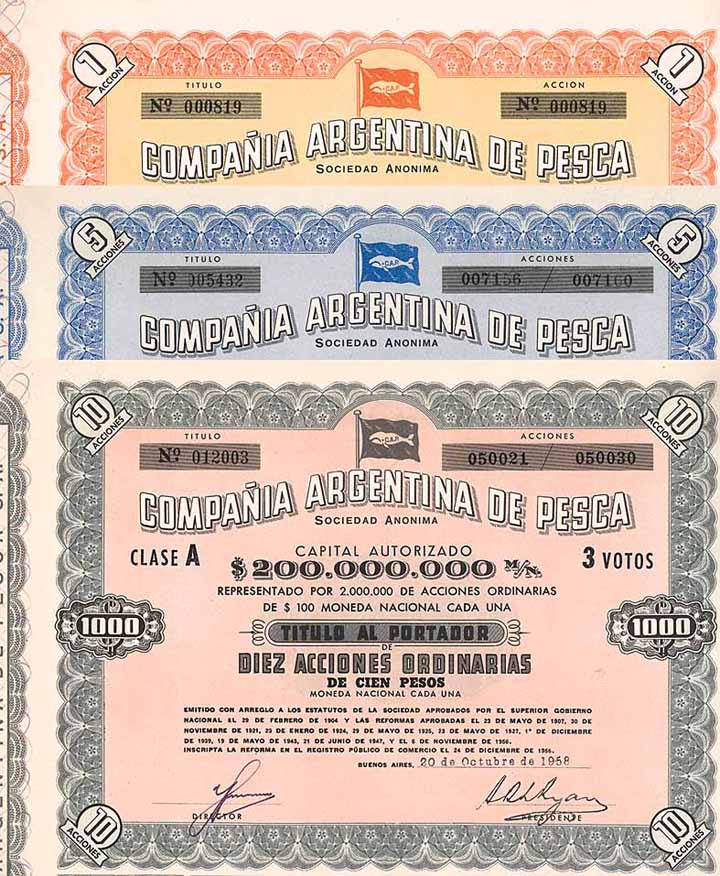 1 ACCION
1 ACCION
TITULO
ACCION
Nº 000819
Nº 000819
C.A.P.
COMPAÑIA ARGENTINA DE PESCA
SOCIEDAD ANONIMA
5 ACCIONES
5 ACCIONES
TITULO
ACCIONES
Nº 005432
007156 / 007160
C.A.P.
COMPAÑIA ARGENTINA DE PESCA
SOCIEDAD ANONIMA
10 ACCIONES
10 ACCIONES
TITULO
ACCIONES
Nº 012003
050021 / 050030
C.A.P.
COMPAÑIA ARGENTINA DE PESCA
SOCIEDAD ANONIMA
CLASE A
CAPITAL AUTORIZADO
3 VOTOS
$ 200.000.000 M/N.
REPRESENTADO POR 2.000.000 DE ACCIONES ORDINARIAS
DE $ 100 MONEDA NACIONAL CADA UNA
1000
TITULO AL PORTADOR
1000
DE
DIEZ ACCIONES ORDINARIAS
DE CIEN PESOS
MONEDA NACIONAL CADA UNA
EMITIDO CON ARREGLO A LOS ESTATUTOS DE LA SOCIEDAD APROBADOS POR EL SUPERIOR GOBIERNO
NACIONAL EL 29 DE FEBRERO DE 1904 Y LAS REFORMAS APROBADAS EL 23 DE MAYO DE 1907, 30 DE
NOVIEMBRE DE 1921, 23 DE ENERO DE 1924, 29 DE MAYO DE 1925, 23 DE MAYO DE 1927, 1º DE DICIEMBRE
DE 1939, 19 DE MAYO DE 1943, 21 DE JUNIO DE 1947, Y EL 8 DE NOVIEMBRE DE 1956.
INSCRIPTA LA REFORMA EN EL REGISTRO PÚBLICO DE COMERCIO EL 24 DE DICIEMBRE DE 1956.
BUENOS AIRES, 20 de Octubre de 1958
DIRECTOR
PRESIDENTE
10 ACCIONES
10 ACCIONES